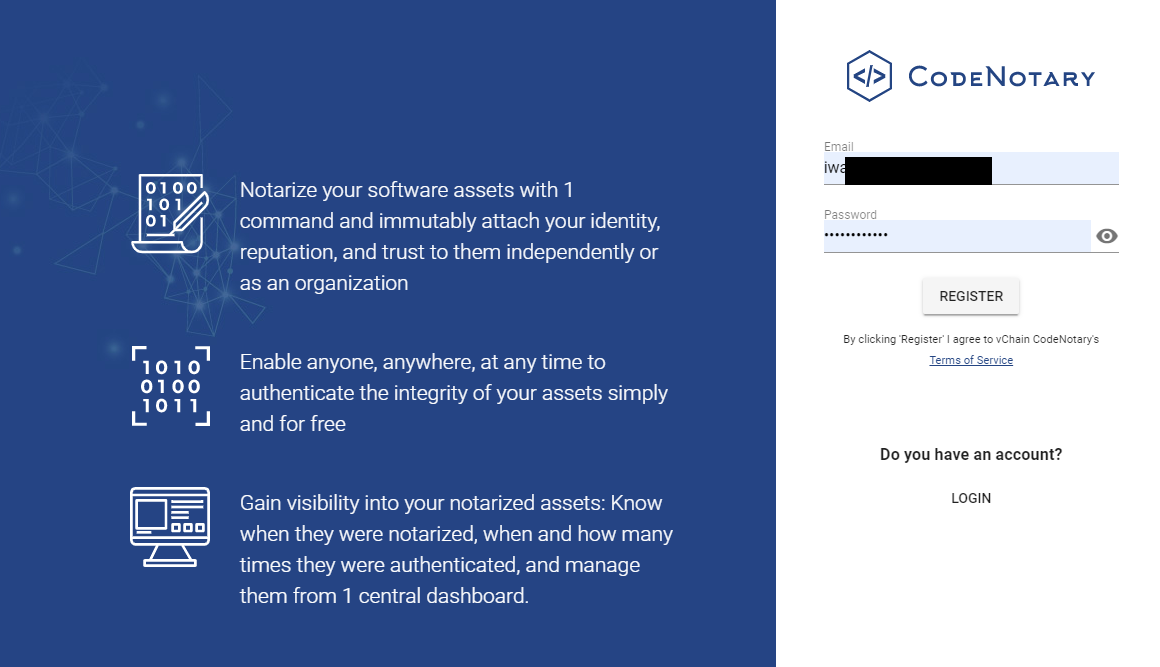 0100
101
01
Notarize your software assets with 1
command and immutably attach your identity,
reputation, and trust to them independently or
as an organization
1010
0100
1011
Enable anyone, anywhere, at any time to
authenticate the integrity of your assets simply
and for free
Gain visibility into your notarized assets: Know
when they were notarized, when and how many
times they were authenticated, and manage
them from 1 central dashboard.
</> CODENOTARY
Email
iwa
Password
••••••••••••
REGISTER
By clicking 'Register' I agree to vChain CodeNotary's
Terms of Service
Do you have an account?
LOGIN